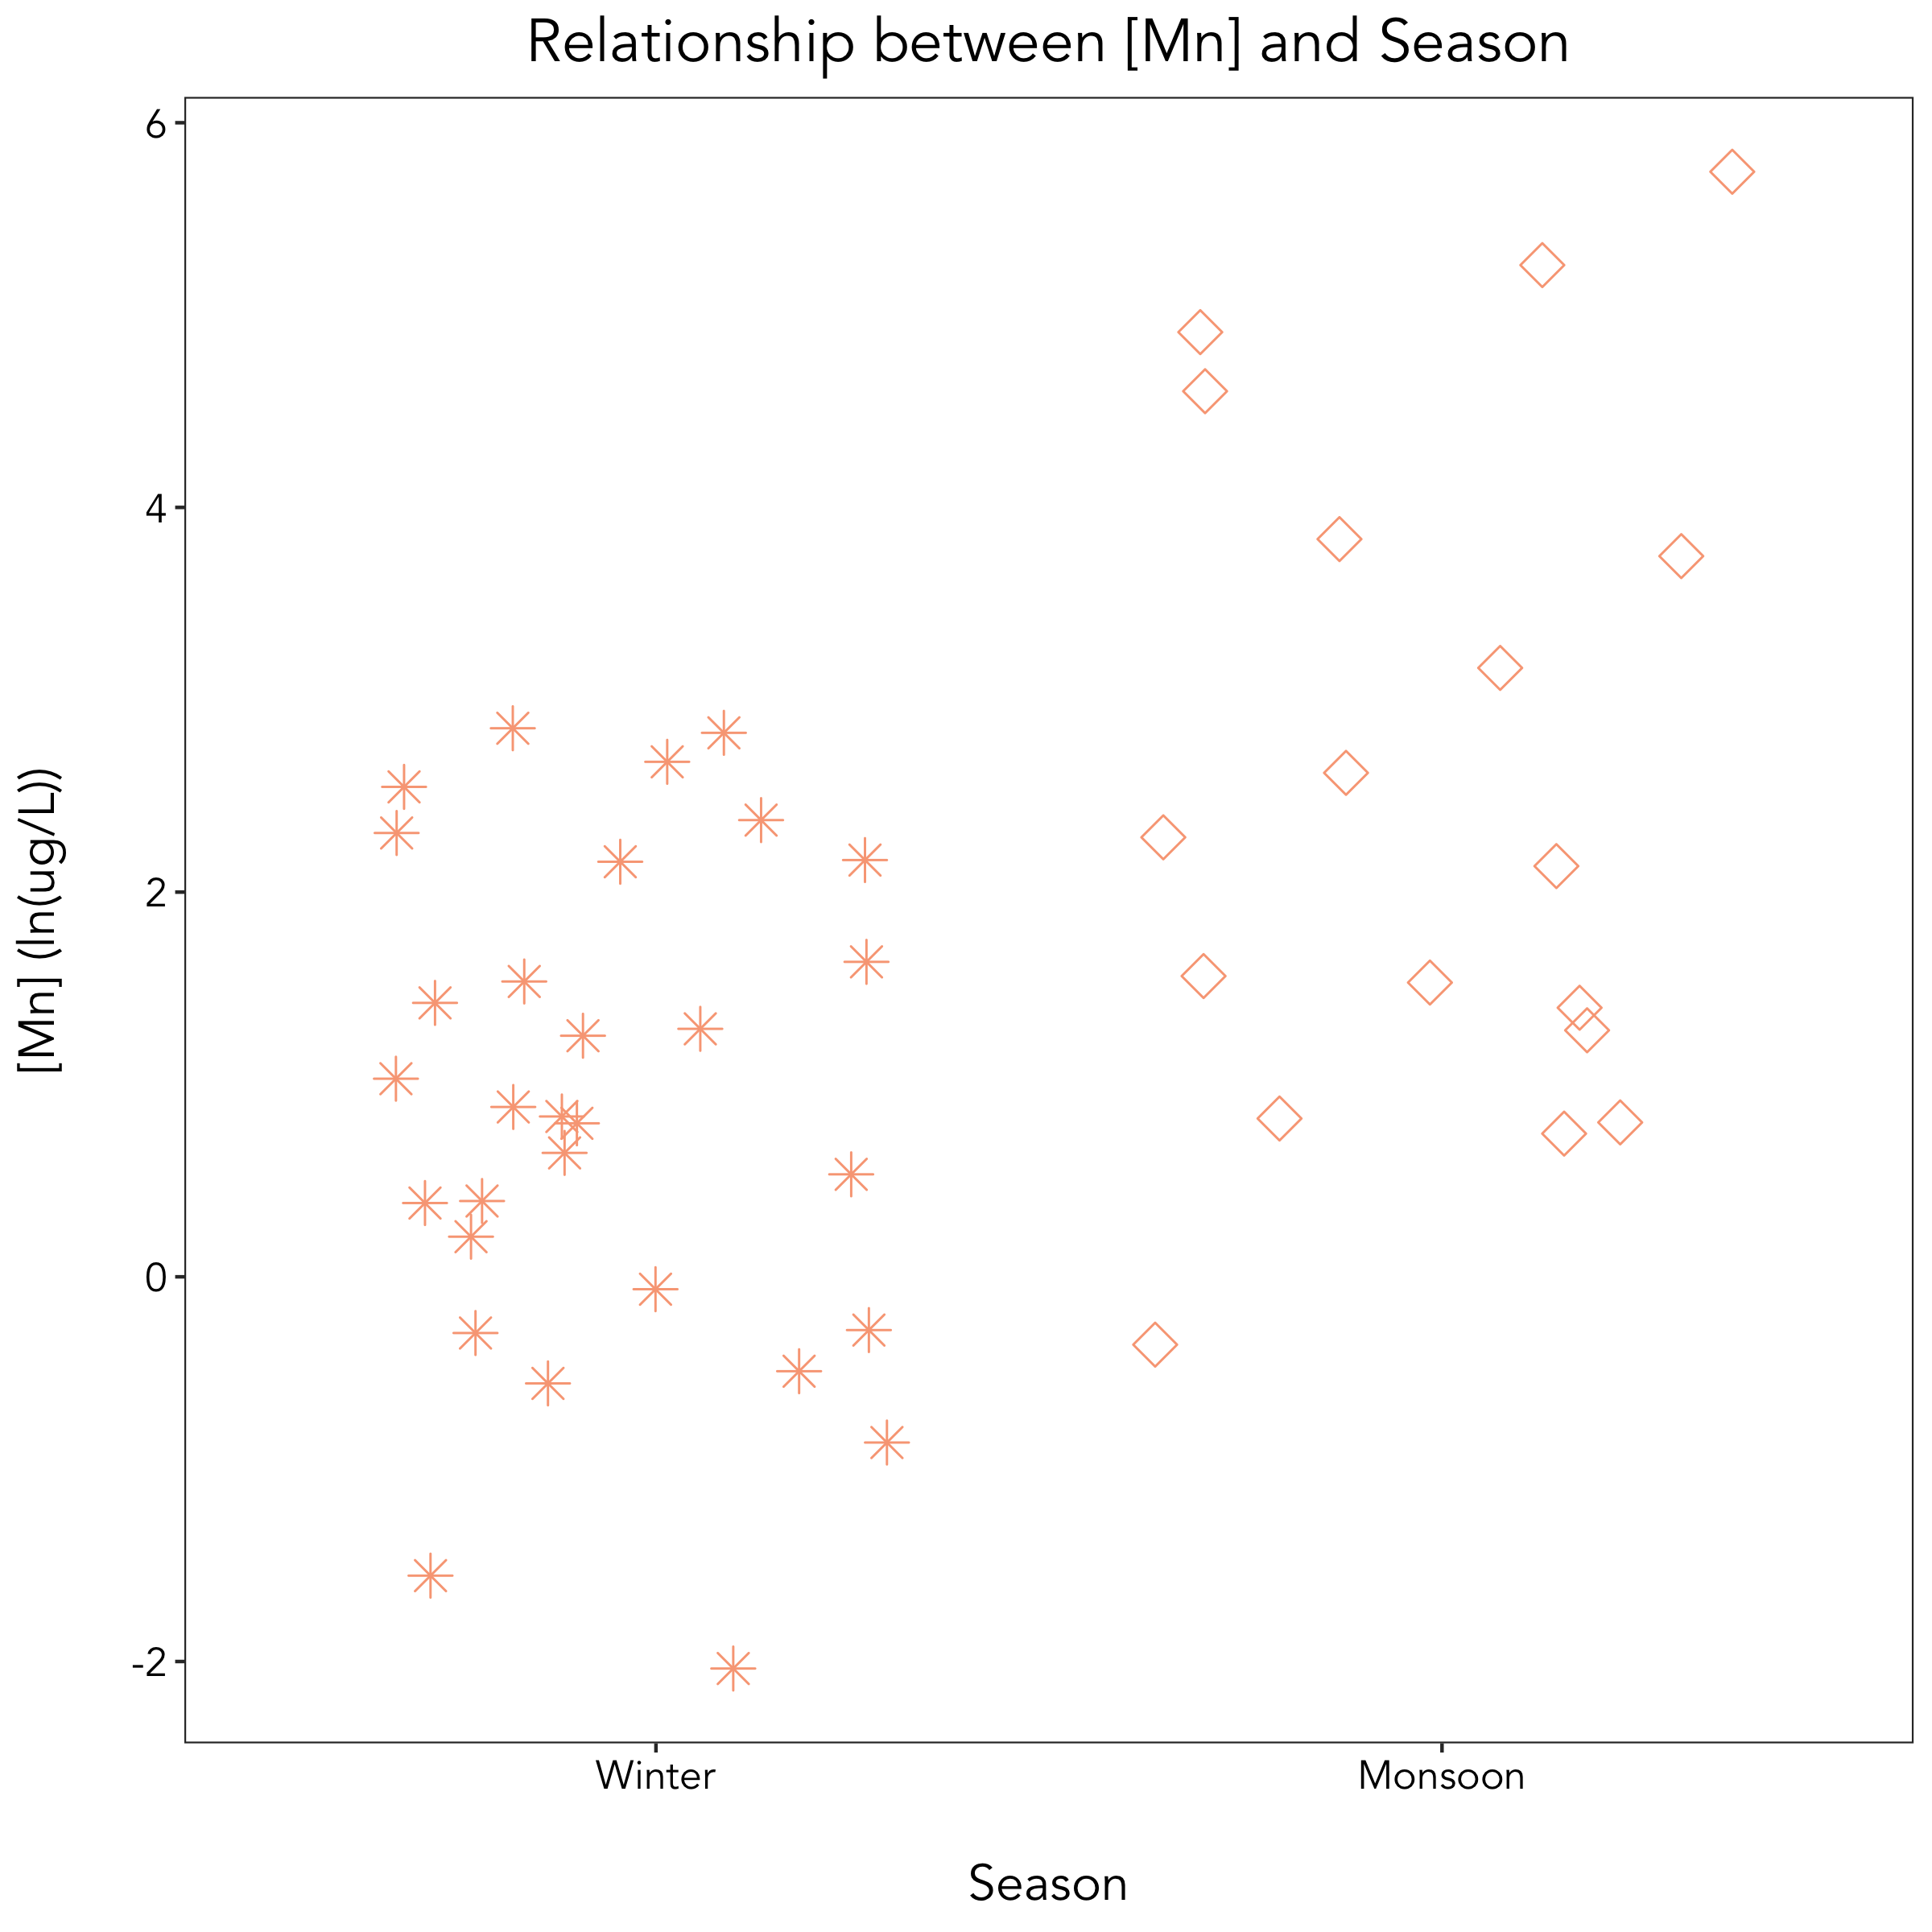 Relationship between [Mn] and Season
6
4
2
0
-2
[Mn] (ln(ug/L))
Winter
Monsoon
Season